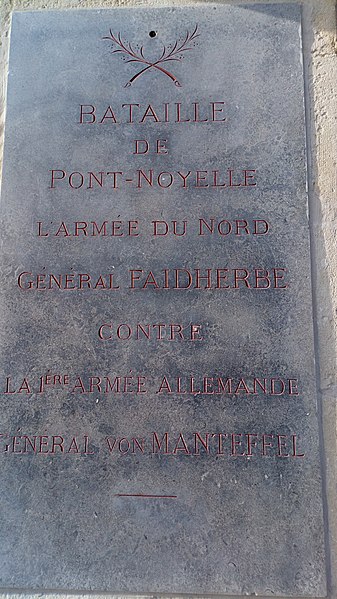 BATAILLE
DE
PONT-NOYELLE
L'ARMÉE DU NORD
GÉNÉRAL FAIDHERBE
CONTRE
LA 1ÈRE ARMÉE ALLEMANDE
GÉNÉRAL VON MANTEFFEL